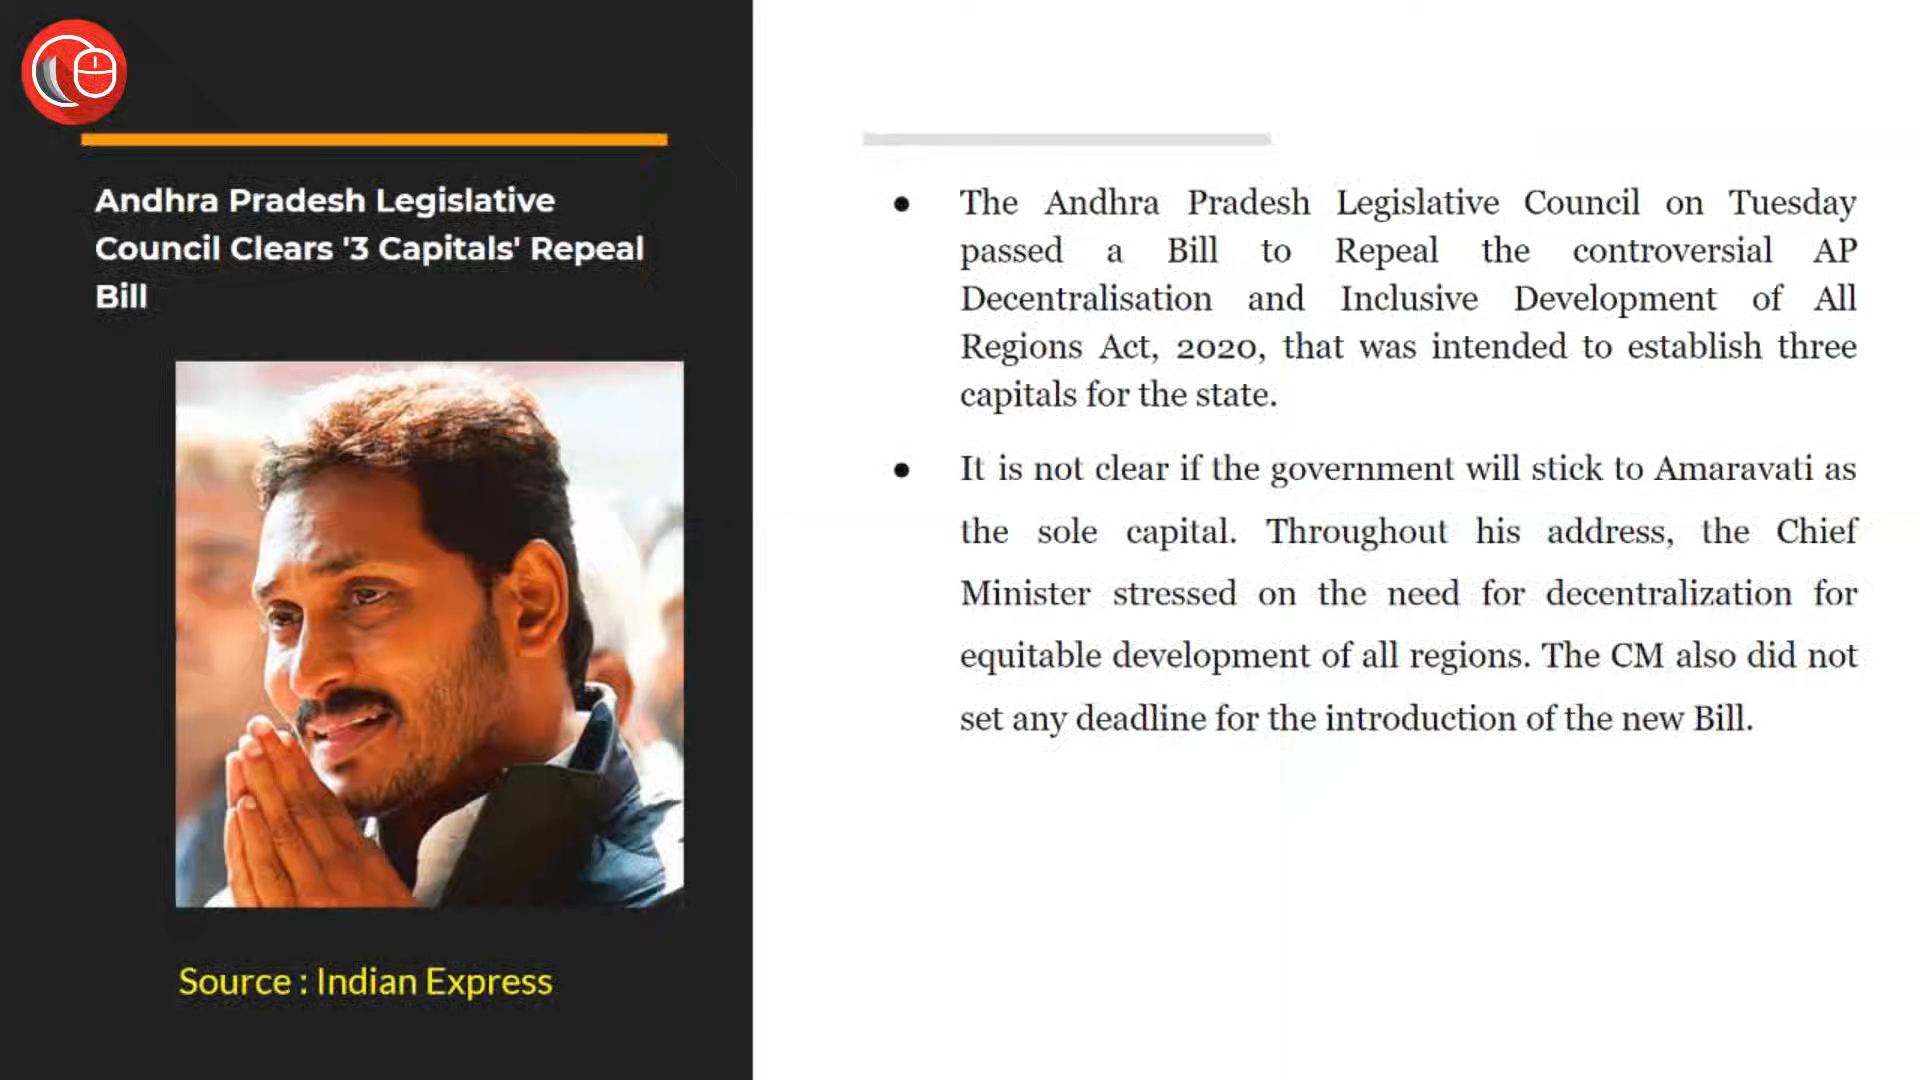 Andhra Pradesh Legislative
Council Clears '3 Capitals' Repeal
Bill
Source : Indian Express
The Andhra Pradesh Legislative Council on Tuesday
passed a Bill to Repeal the controversial AP
Decentralisation and Inclusive Development of All
Regions Act, 2020, that was intended to establish three
capitals for the state.
It is not clear if the government will stick to Amaravati as
the sole capital. Throughout his address, the Chief
Minister stressed on the need for decentralization for
equitable development of all regions. The CM also did not
set any deadline for the introduction of the new Bill.